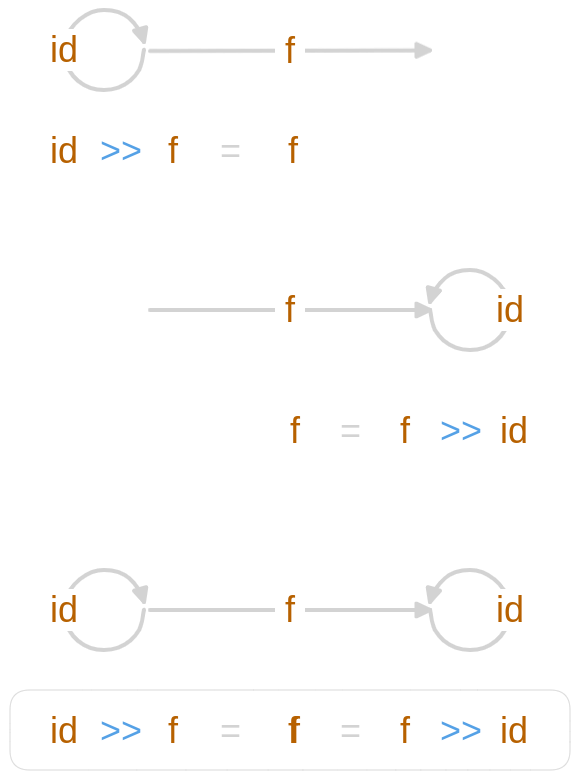 id f
id >> f = f
f id
f = f >> id
id f id
id >> f = f = f >> id